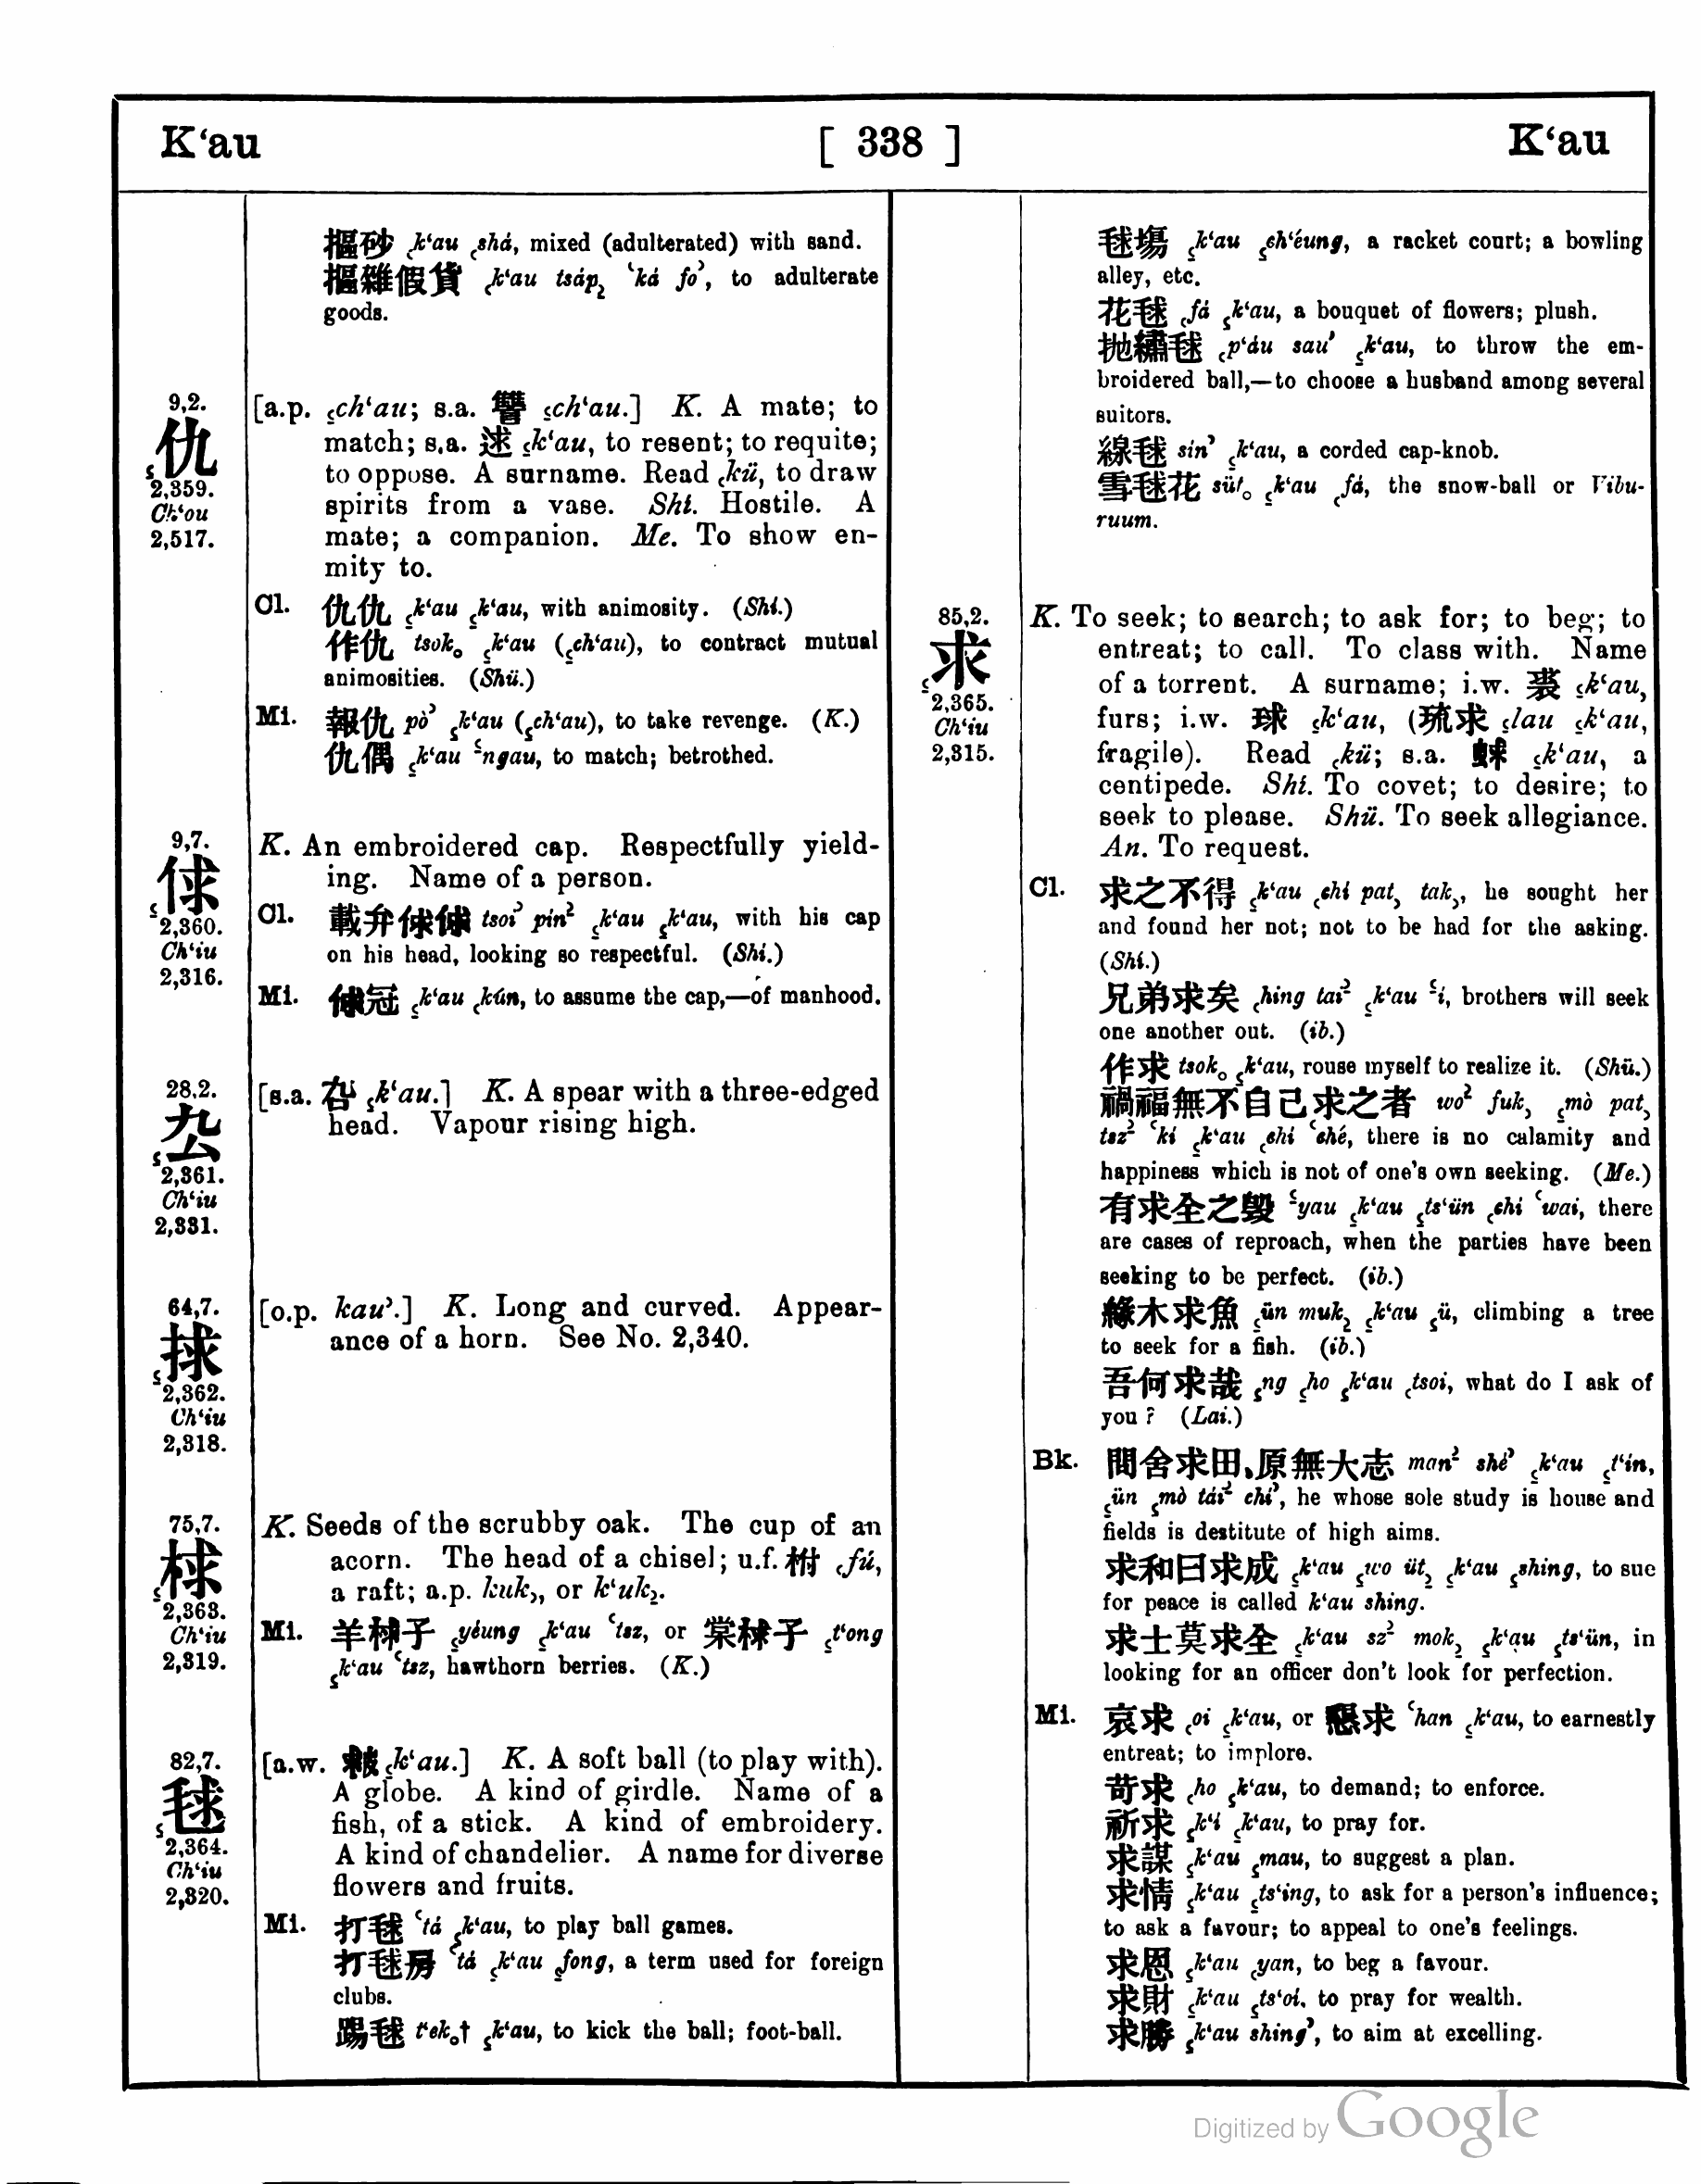 K‘au
[ 338 ]
K‘au
摳砂 ꜀k‘au ꜀shá, mixed (adulterated) with sand.
摳雜假貨 ꜀k‘au tsáp꜇ ꜂ká fo꜄, to adulterate
goods.
9,2.
仇
2,359.
Ch‘ou
2,517.
[a.p. ꜁ch‘au; s.a. 讐 ꜁ch‘au.] K. A mate; to
match; s.a. 逑 ꜁k‘au, to resent; to requite;
to oppose. A surname. Read ꜀kü, to draw
spirits from a vase. Shi. Hostile. A
mate; a companion. Me. To show en-
mity to.
Cl. 仇仇 ꜁k‘au ꜁k‘au, with animosity. (Shí.)
作仇 tsok꜀ ꜁k‘au (꜁ch‘au), to contract mutual
animosities. (Shü.)
Mi. 報仇 pò꜄ ꜁k‘au (꜁ch‘au), to take revenge. (K.)
仇偶 ꜁k‘au ꜃ngau, to match; betrothed.
9,7.
俅
2,360.
Ch‘iu
2,316.
K. An embroidered cap. Respectfully yield-
ing. Name of a person.
Cl. 載弁俅俅 tsoi꜄ pín꜅ ꜁k‘au ꜁k‘au, with his cap
on his head, looking so respectful. (Shí.)
Mi. 俅冠 ꜁k‘au ꜀kún, to assume the cap,—of manhood.
28,2.
厹
2,361.
Ch‘iu
2,331.
[s.a. 叴 ꜁k‘au.] K. A spear with a three-edged
head. Vapour rising high.
64,7.
捄
2,362.
Ch‘iu
2,318.
[o.p. kau꜄.] K. Long and curved. Appear-
ance of a horn. See No. 2,340.
75,7.
梂
2,363.
Ch‘iu
2,319.
K. Seeds of the scrubby oak. The cup of an
acorn. The head of a chisel; u.f. 柎 ꜀fú,
a raft; a.p. kuk꜆, or k‘uk꜇.
Mi. 羊梂子 ꜁yéung ꜁k‘au ꜂tsz, or 棠梂子 ꜁t‘ong
꜁k‘au ꜂tsz, hawthorn berries. (K.)
82,7.
毬
2,364.
Ch‘iu
2,320.
[a.w. ꜁k‘au.] K. A soft ball (to play with).
A globe. A kind of girdle. Name of a
fish, of a stick. A kind of embroidery.
A kind of chandelier. A name for diverse
flowers and fruits.
Mi. 打毬 ꜂tá ꜁k‘au, to play ball games.
打毬房 ꜂tá ꜁k‘au ꜁fong, a term used for foreign
clubs.
踢毬 t‘ek꜀† ꜁k‘au, to kick the ball; foot-ball.
毬塲 ꜁k‘au ꜁ch‘éung, a racket court; a bowling
alley, etc.
花毬 ꜀fá ꜁k‘au, a bouquet of flowers; plush.
抛繡毬 ꜀p‘áu sau꜄ ꜁k‘au, to throw the em-
broidered ball,—to choose a husband among several
suitors.
線毬 sín꜄ ꜁k‘au, a corded cap-knob.
雪毬花 süt꜀ ꜁k‘au ꜀fá, the snow-ball or Vibu-
ruum.
85,2.
求
2,365.
Ch‘iu
2,315.
K. To seek; to search; to ask for; to beg; to
entreat; to call. To class with. Name
of a torrent. A surname; i.w. 裘 ꜁k‘au,
furs; i.w. 球 ꜁k‘au, (琉求 ꜁lau ꜁k‘au,
fragile). Read ꜀kü; s.a. 蛷 ꜁k‘au, a
centipede. Shí. To covet; to desire; to
seek to please. Shü. To seek allegiance.
An. To request.
Cl. 求之不得 ꜁k‘au ꜀chí pat꜆ tak꜆, he sought her
and found her not; not to be had for the asking.
(Shí.)
兄弟求矣 ꜀hing tai꜅ ꜁k‘au ꜃í, brothers will seek
one another out. (ib.)
作求 tsok꜀ ꜁k‘au, rouse myself to realize it. (Shü.)
禍福無不自己求之者 wo꜅ fuk꜆ ꜁mò pat꜆
tsz꜅ ꜂kí ꜁k‘au ꜀chí ꜂ché, there is no calamity and
happiness which is not of one's own seeking. (Me.)
有求全之毀 ꜃yau ꜁k‘au ꜁ts‘ün ꜀chí ꜂wai, there
are cases of reproach, when the parties have been
seeking to be perfect. (ib.)
緣木求魚 ꜁ün muk꜇ ꜁k‘au ꜁ü, climbing a tree
to seek for a fish. (ib.)
吾何求哉 ꜁ng ꜁ho ꜁k‘au ꜀tsoi, what do I ask of
you? (Lai.)
Bk. 問舍求田、原無大志 man꜅ shé꜄ ꜁k‘au ꜁t‘ín,
꜁ün ꜁mò tái꜅ chí꜄, he whose sole study is house and
fields is destitute of high aims.
求和曰求成 ꜁k‘au ꜁wo üt꜇ ꜁k‘au ꜁shing, to sue
for peace is called k‘au shing.
求士莫求全 ꜁k‘au sz꜅ mok꜇ ꜁k‘au ꜁ts‘ün, in
looking for an officer don't look for perfection.
Mi. 哀求 ꜀oi ꜁k‘au, or 懇求 ꜂han ꜁k‘au, to earnestly
entreat; to implore.
苛求 ꜀ho ꜁k‘au, to demand; to enforce.
祈求 ꜁k‘í ꜁k‘au, to pray for.
求謀 ꜁k‘au ꜁mau, to suggest a plan.
求情 ꜁k‘au ꜁ts‘ing, to ask for a person's influence;
to ask a favour; to appeal to one's feelings.
求恩 ꜁k‘au ꜀yan, to beg a favour.
求財 ꜁k‘au ꜁ts‘oi, to pray for wealth.
求勝 ꜁k‘au shing꜄, to aim at excelling.
Digitized by Google